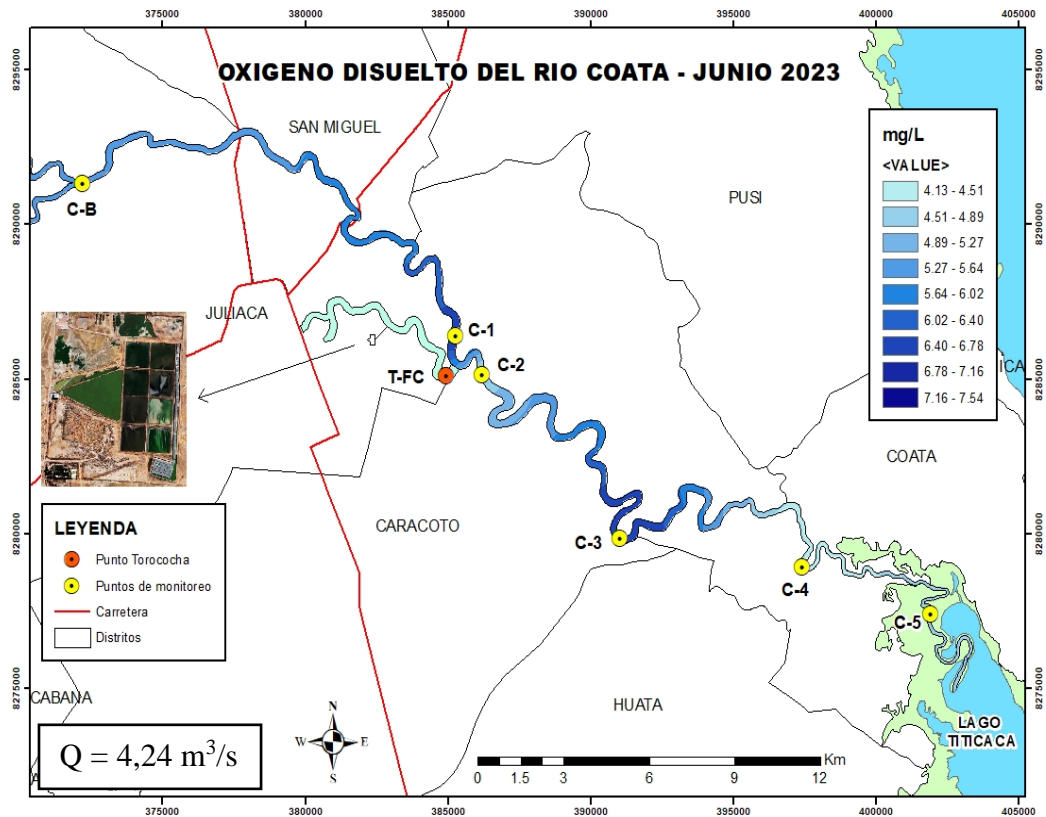 375000 380000 385000 390000 395000 400000 405000
OXIGENO DISUELTO DEL RIO COATA - JUNIO 2023
8295000
8295000
SAN MIGUEL
mg/L
<VALUE>
4.13 - 4.51
4.51 - 4.89
4.89 - 5.27
5.27 - 5.64
5.64 - 6.02
6.02 - 6.40
6.40 - 6.78
6.78 - 7.16
7.16 - 7.54
PUSI
C-B
8290000
8290000
JULIACA
C-1
C-2
T-FC
8285000
8285000
ICA
COATA
LEYENDA
Punto Torococha
Puntos de monitoreo
Carretera
Distritos
CARACOTO
C-3
8280000
8280000
C-4
C-5
8275000
8275000
CABANA
HUATA
LAGO
TITICACA
N
W E
S
Q = 4,24 m³/s
Km
0 1.5 3 6 9 12
375000 380000 385000 390000 395000 400000 405000